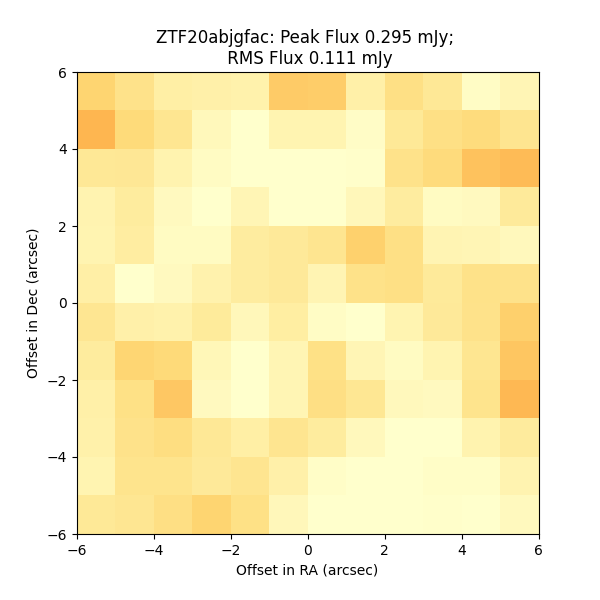 ZTF20abjgfac: Peak Flux 0.295 mJy;
RMS Flux 0.111 mJy
6
4
2
0
−2
−4
−6
Offset in Dec (arcsec)
−6 −4 −2 0 2 4 6
Offset in RA (arcsec)